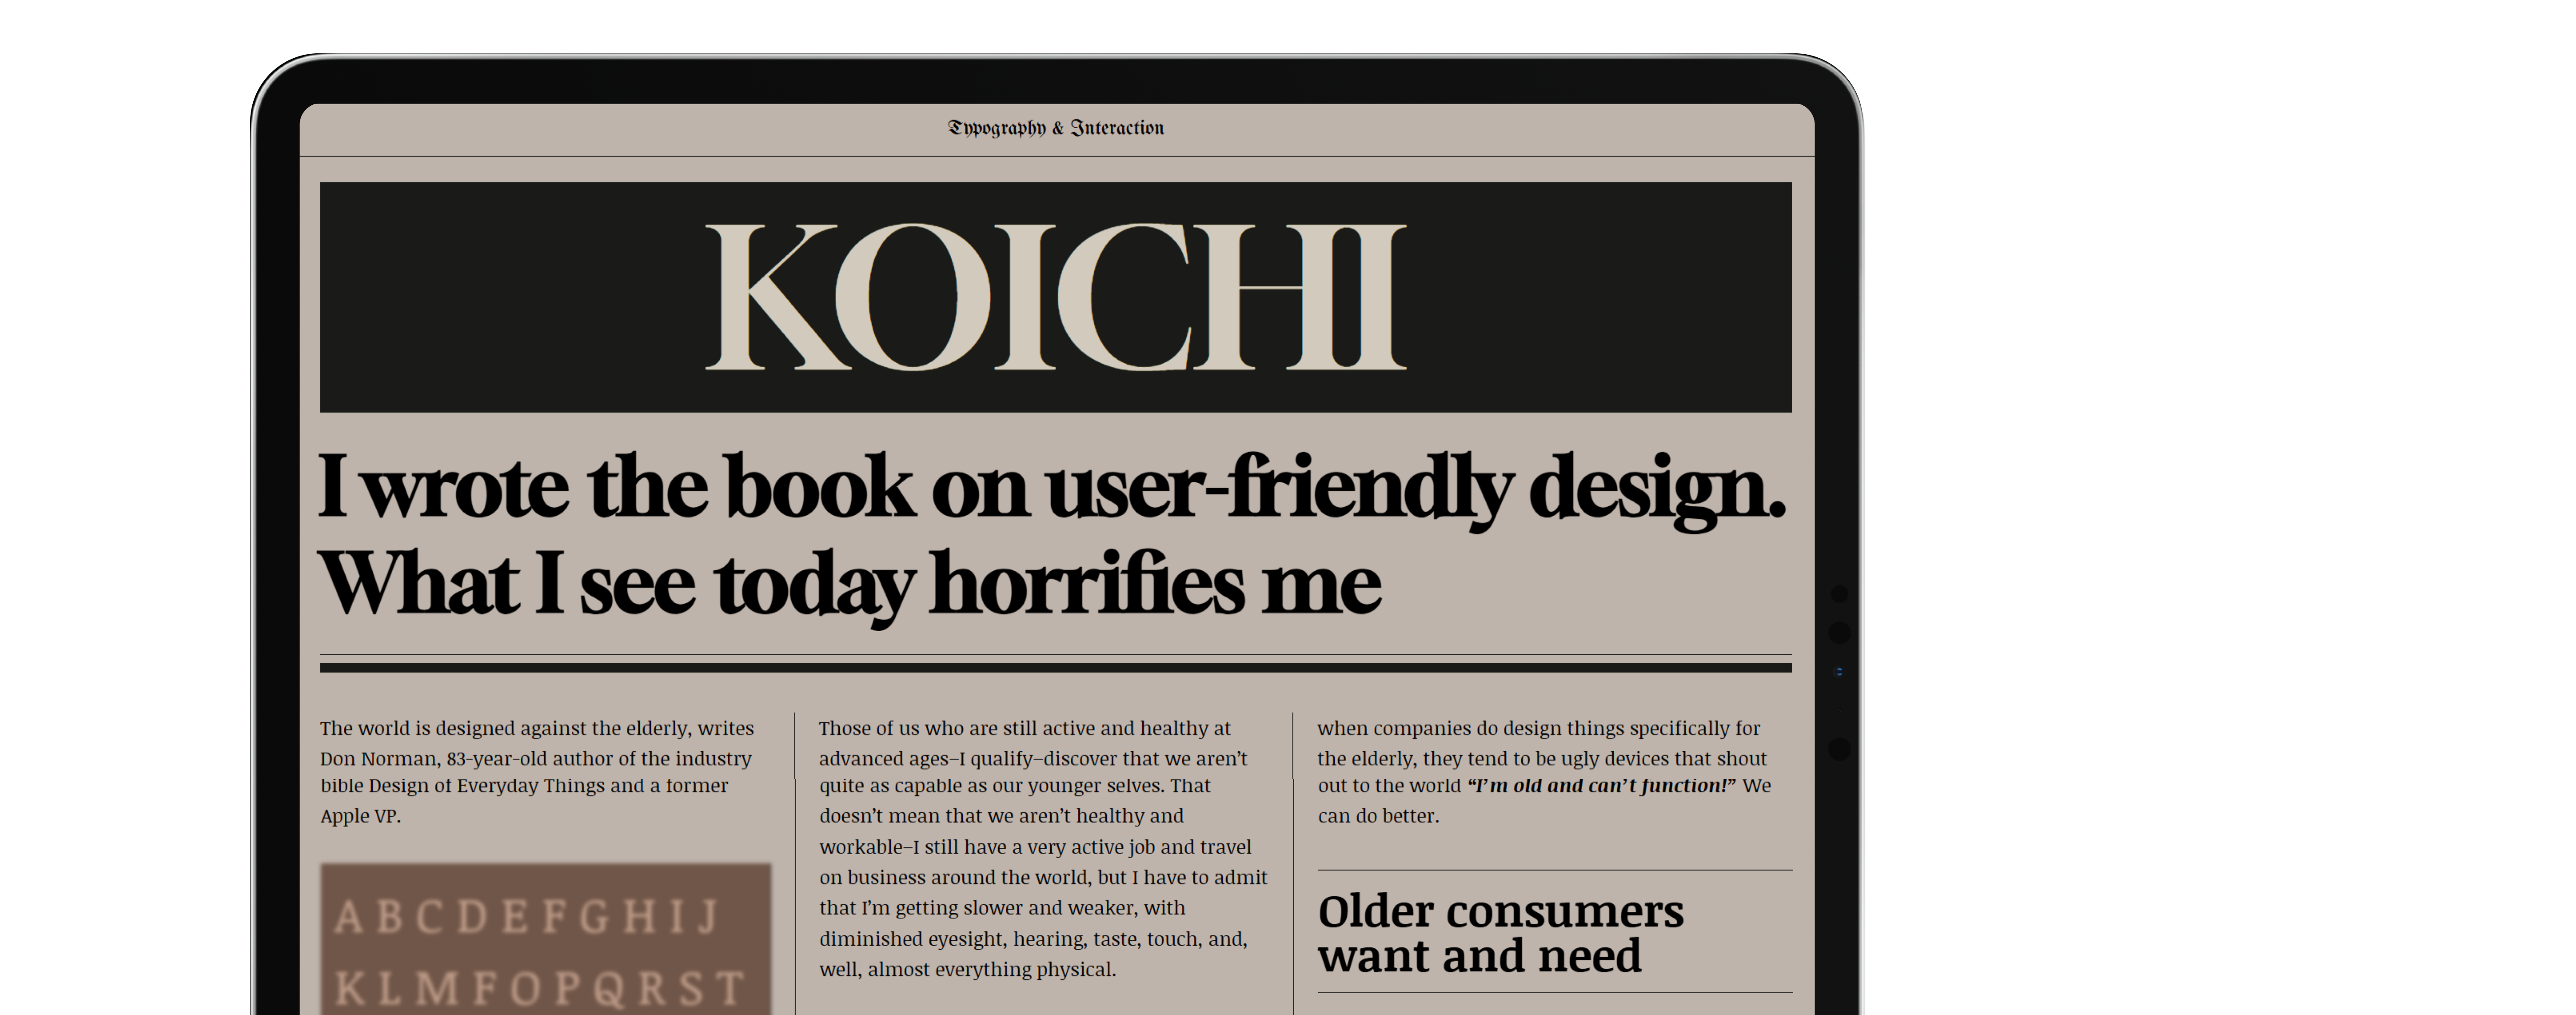 Typography & Interaction
KOICHI
I wrote the book on user-friendly design.
What I see today horrifies me
The world is designed against the elderly, writes
Don Norman, 83-year-old author of the industry
bible Design of Everyday Things and a former
Apple VP.
A B C D E F G H I J
K L M F O P Q R S T
Those of us who are still active and healthy at
advanced ages–I qualify–discover that we aren’t
quite as capable as our younger selves. That
doesn’t mean that we aren’t healthy and
workable–I still have a very active job and travel
on business around the world, but I have to admit
that I’m getting slower and weaker, with
diminished eyesight, hearing, taste, touch, and,
well, almost everything physical.
when companies do design things specifically for
the elderly, they tend to be ugly devices that shout
out to the world “I’m old and can’t function!” We
can do better.
Older consumers
want and need